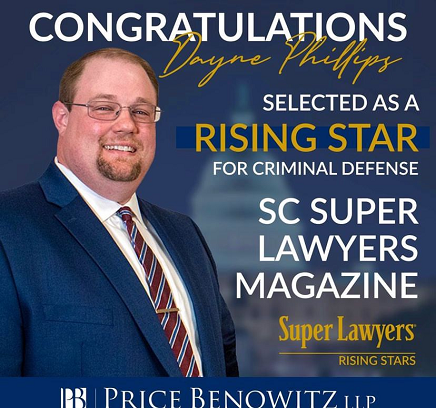 CONGRATULATIONS
Dayne Phillips
SELECTED AS A
RISING STAR
FOR CRIMINAL DEFENSE
SC SUPER
LAWYERS
MAGAZINE
Super Lawyers
RISING STARS
PB | PRICE BENOWITZ LLP